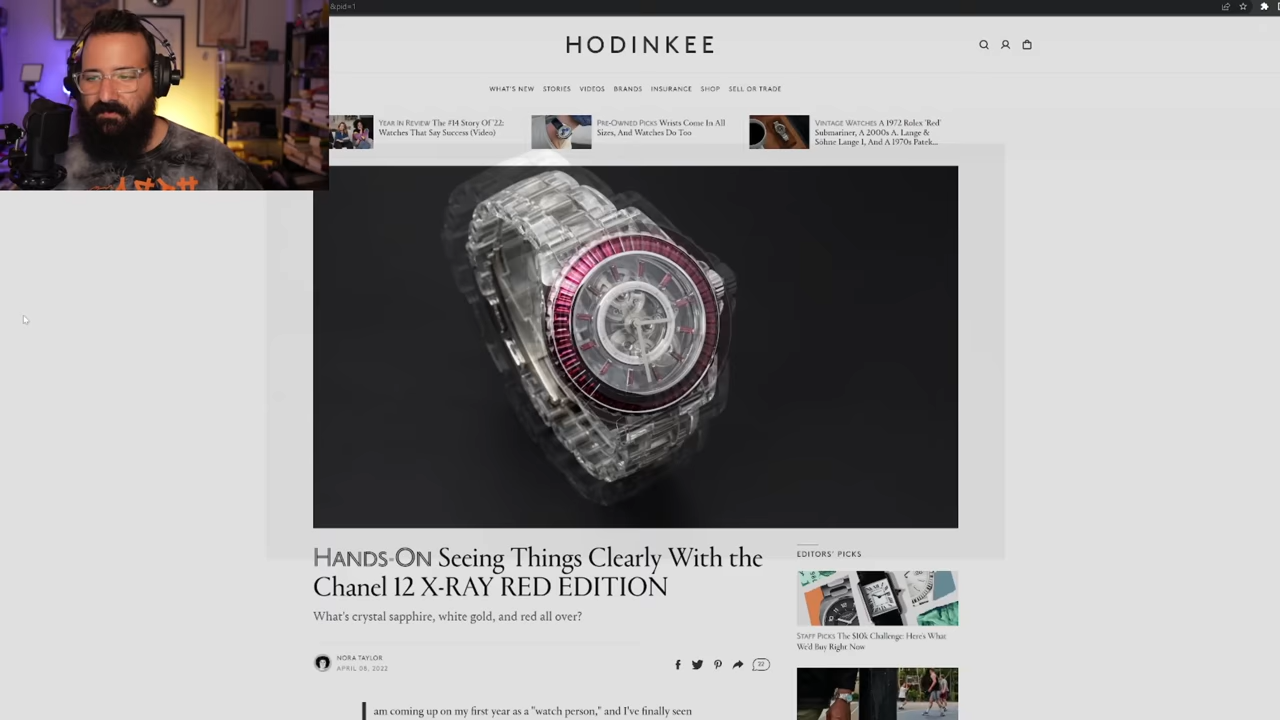 &pid=1
HODINKEE
WHAT'S NEW STORIES VIDEOS BRANDS INSURANCE SHOP SELL OR TRADE
YEAR IN REVIEW The #14 Story Of '22:
Watches That Say Success (Video)
PRE-OWNED PICKS Wrists Come In All
Sizes, And Watches Do Too
VINTAGE WATCHES A 1972 Rolex 'Red'
Submariner, A 2000s A. Lange &
Söhne Lange 1, And A 1970s Patek...
HANDS-ON Seeing Things Clearly With the
Chanel 12 X-RAY RED EDITION
What's crystal sapphire, white gold, and red all over?
NORA TAYLOR
APRIL 08, 2022
22
I am coming up on my first year as a "watch person," and I've finally seen
EDITORS' PICKS
STAFF PICKS The $10k Challenge: Here's What
We'd Buy Right Now